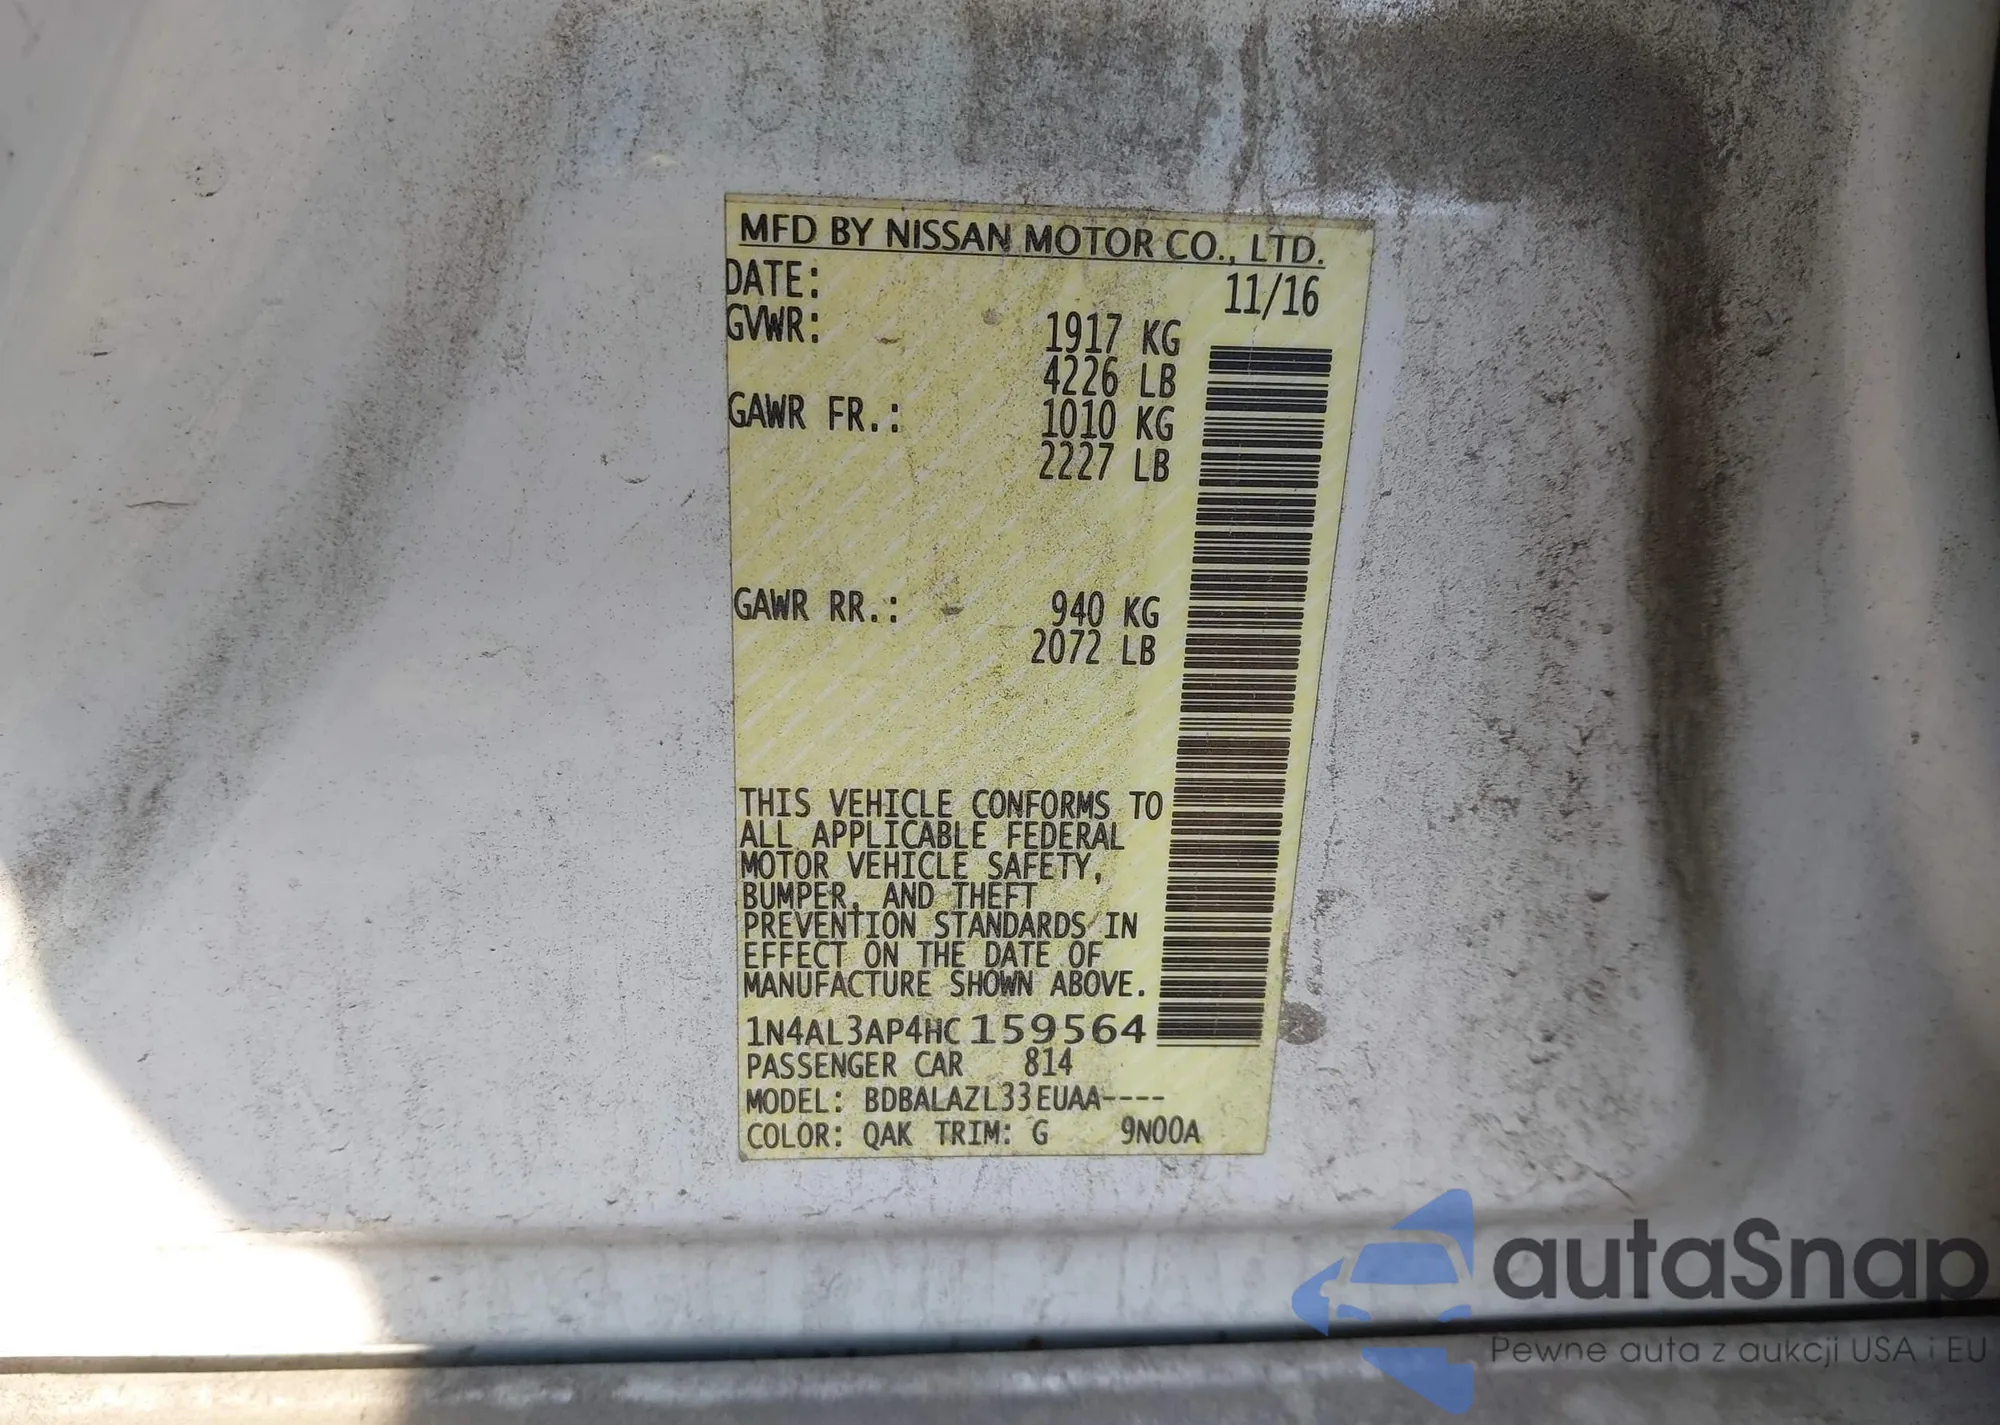 MFD BY NISSAN MOTOR CO., LTD.
DATE: 11/16
GVWR: 1917 KG
4226 LB
GAWR FR.: 1010 KG
2227 LB
GAWR RR.: 940 KG
2072 LB
THIS VEHICLE CONFORMS TO
ALL APPLICABLE FEDERAL
MOTOR VEHICLE SAFETY,
BUMPER, AND THEFT
PREVENTION STANDARDS IN
EFFECT ON THE DATE OF
MANUFACTURE SHOWN ABOVE.
1N4AL3AP4HC159564
PASSENGER CAR 814
MODEL: BDBALAZL33EUAA----
COLOR: QAK TRIM: G 9N00A
autaSnap
Pewne auta z aukcji USA i EU